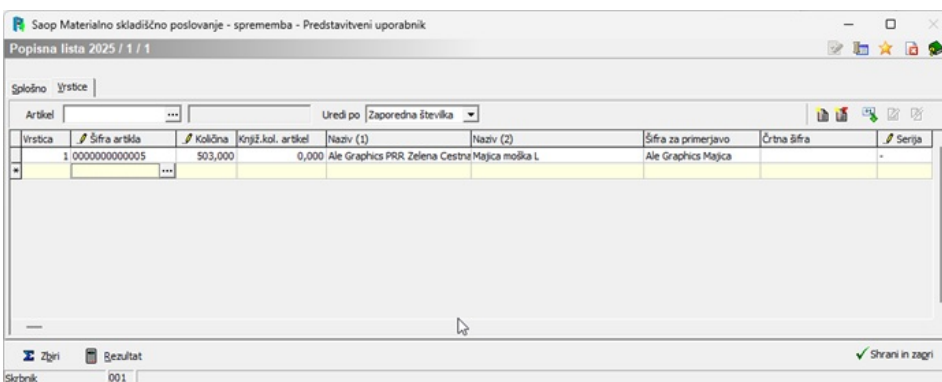 Saop Materialno skladiščno poslovanje - sprememba - Predstavitveni uporabnik
Popisna lista 2025 / 1 / 1
Splošno Vrstice
Artikel ... Uredi po Zaporedna številka
Vrstica Šifra artikla Količina Knjiž.kol. artikel Naziv (1) Naziv (2) Šifra za primerjavo Črtna šifra Serija
1 0000000000005 503,000 0,000 Ale Graphics PRR Zelena Cestna Majica moška L Ale Graphics Majica -
...
Zbiri Rezultat Shrani in zapri
Skrbnik 001